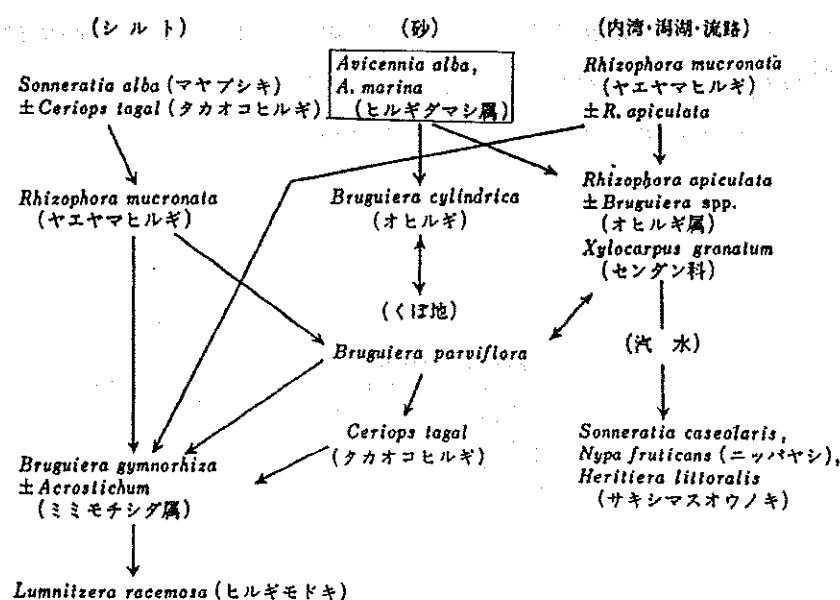 (シルト)
(砂)
(内湾・潟湖・流路)
Sonneratia alba(マヤプシキ)
±Ceriops tagal(タカオコヒルギ)
Avicennia alba,
A. marina
(ヒルギダマシ属)
Rhizophora mucronata
(ヤエヤマヒルギ)
±R. apiculata
Rhizophora mucronata
(ヤエヤマヒルギ)
Bruguiera cylindrica
(オヒルギ)
Rhizophora apiculata
±Bruguiera spp.
(オヒルギ属)
Xylocarpus granatum
(センダン科)
(くぼ地)
Bruguiera parviflora
(汽水)
Ceriops tagal
(タカオコヒルギ)
Sonneratia caseolaris,
Nypa fruticans(ニッパヤシ),
Heritiera littoralis
(サキシマスオウノキ)
Bruguiera gymnorhiza
±Acrostichum
(ミミモチシダ属)
Lumnitzera racemosa(ヒルギモドキ)